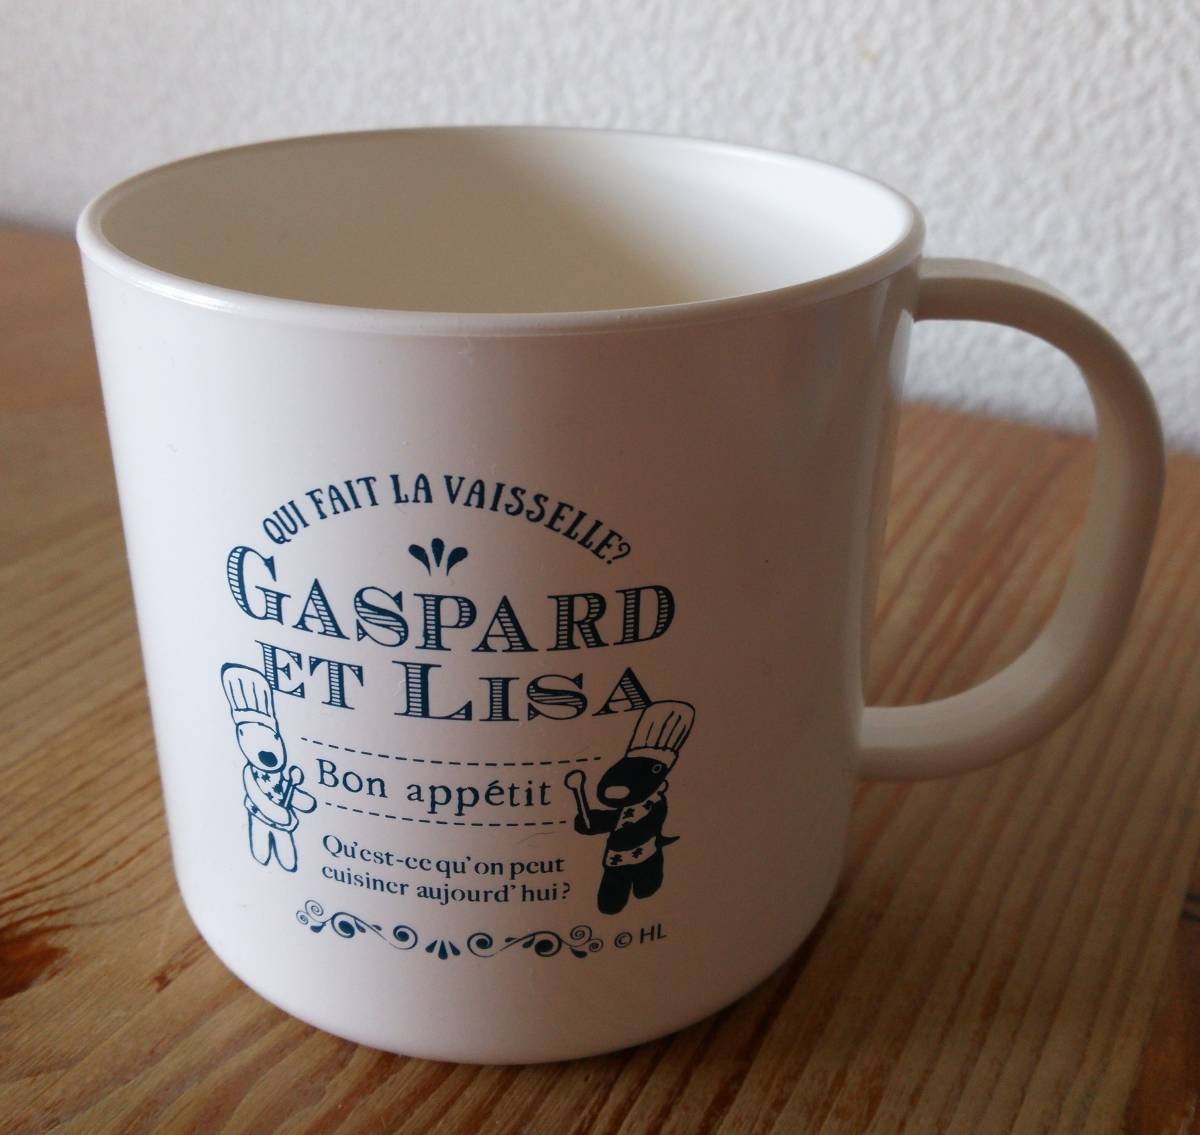 QUI FAIT LA VAISSELLE?
GASPARD
ET LISA
Bon appétit
Qu'est-ce qu'on peut
cuisiner aujourd'hui?
© HL